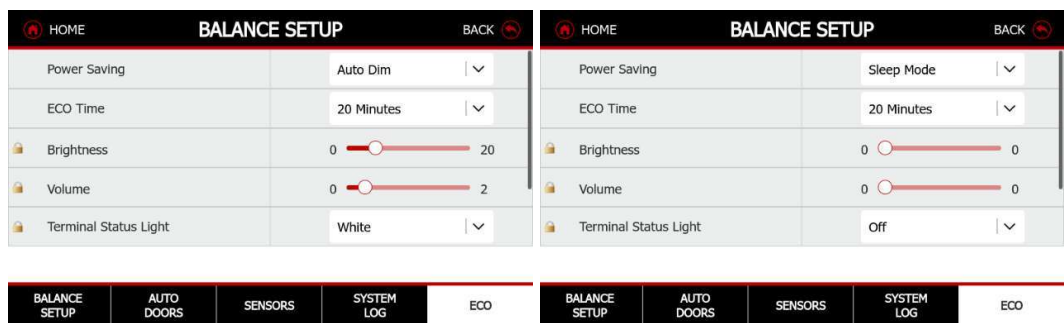 HOME BALANCE SETUP BACK
Power Saving Auto Dim
ECO Time 20 Minutes
Brightness 0 20
Volume 0 2
Terminal Status Light White
BALANCE SETUP AUTO DOORS SENSORS SYSTEM LOG ECO
HOME BALANCE SETUP BACK
Power Saving Sleep Mode
ECO Time 20 Minutes
Brightness 0 0
Volume 0 0
Terminal Status Light Off
BALANCE SETUP AUTO DOORS SENSORS SYSTEM LOG ECO